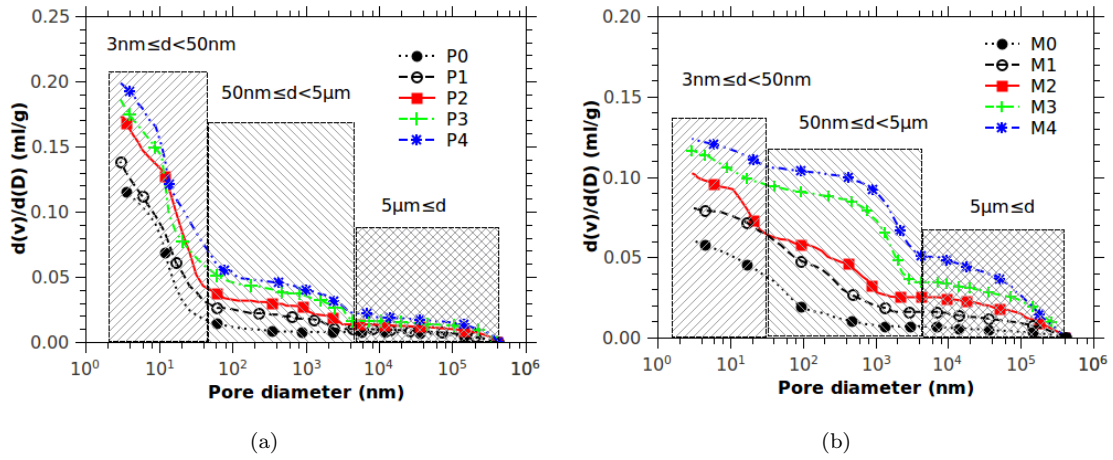 3nm≤d<50nm
50nm≤d<5μm
5μm≤d
P0
P1
P2
P3
P4
d(v)/d(D) (ml/g)
0.25
0.20
0.15
0.10
0.05
0.00
10⁰ 10¹ 10² 10³ 10⁴ 10⁵ 10⁶
Pore diameter (nm)
(a)
3nm≤d<50nm
50nm≤d<5μm
5μm≤d
M0
M1
M2
M3
M4
d(v)/d(D) (ml/g)
0.20
0.15
0.10
0.05
0.00
10⁰ 10¹ 10² 10³ 10⁴ 10⁵ 10⁶
Pore diameter (nm)
(b)